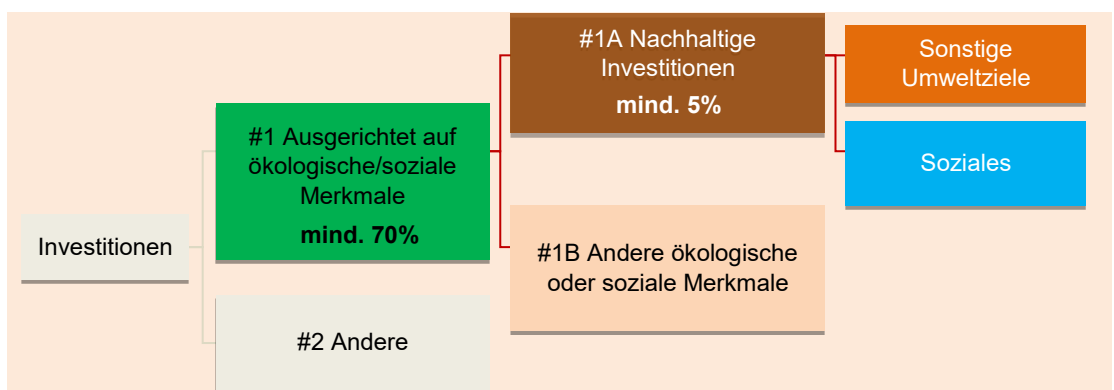 Investitionen
#1 Ausgerichtet auf
ökologische/soziale
Merkmale
mind. 70%
#2 Andere
#1A Nachhaltige
Investitionen
mind. 5%
#1B Andere ökologische
oder soziale Merkmale
Sonstige
Umweltziele
Soziales